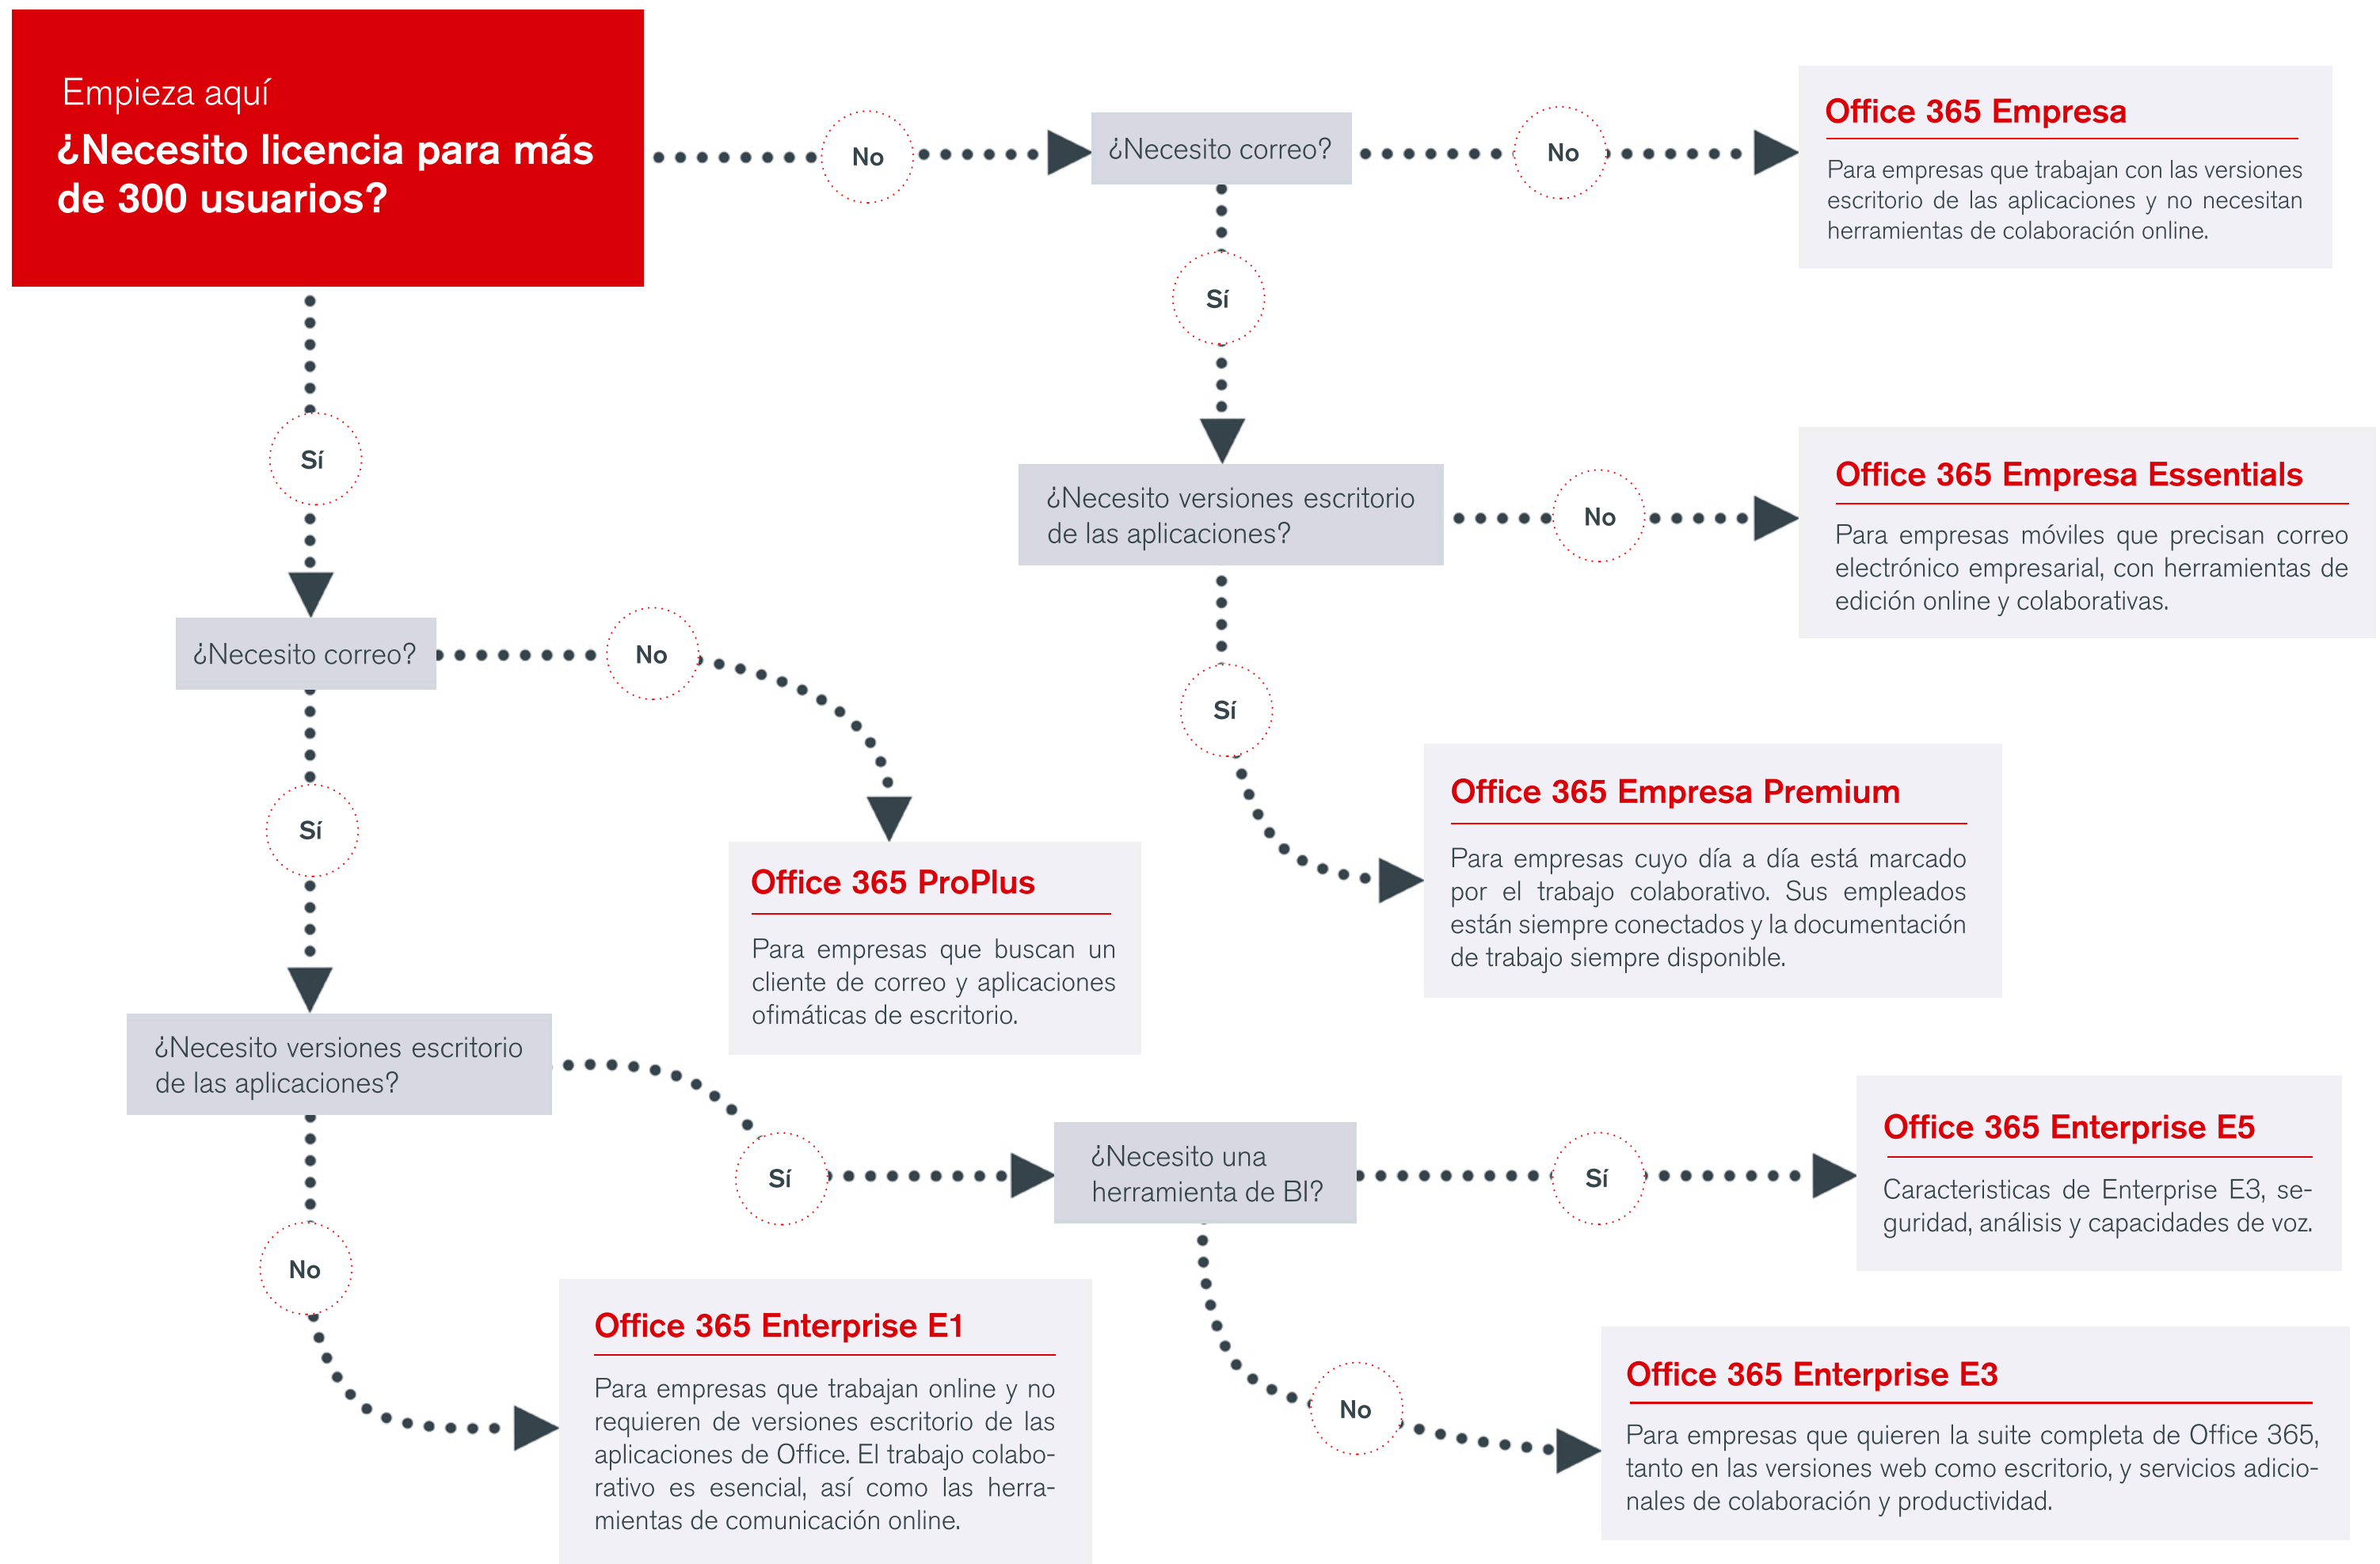 Empieza aquí
¿Necesito licencia para más
de 300 usuarios?
No
¿Necesito correo?
No
Office 365 Empresa
Para empresas que trabajan con las versiones
escritorio de las aplicaciones y no necesitan
herramientas de colaboración online.
Sí
¿Necesito versiones escritorio
de las aplicaciones?
No
Office 365 Empresa Essentials
Para empresas móviles que precisan correo
electrónico empresarial, con herramientas de
edición online y colaborativas.
Sí
Office 365 Empresa Premium
Para empresas cuyo día a día está marcado
por el trabajo colaborativo. Sus empleados
están siempre conectados y la documentación
de trabajo siempre disponible.
Sí
¿Necesito correo?
No
Office 365 ProPlus
Para empresas que buscan un
cliente de correo y aplicaciones
ofimáticas de escritorio.
Sí
¿Necesito versiones escritorio
de las aplicaciones?
Sí
¿Necesito una
herramienta de BI?
Sí
Office 365 Enterprise E5
Caracteristicas de Enterprise E3, se-
guridad, análisis y capacidades de voz.
No
Office 365 Enterprise E3
Para empresas que quieren la suite completa de Office 365,
tanto en las versiones web como escritorio, y servicios adicio-
nales de colaboración y productividad.
No
Office 365 Enterprise E1
Para empresas que trabajan online y no
requieren de versiones escritorio de las
aplicaciones de Office. El trabajo colabo-
rativo es esencial, así como las herra-
mientas de comunicación online.